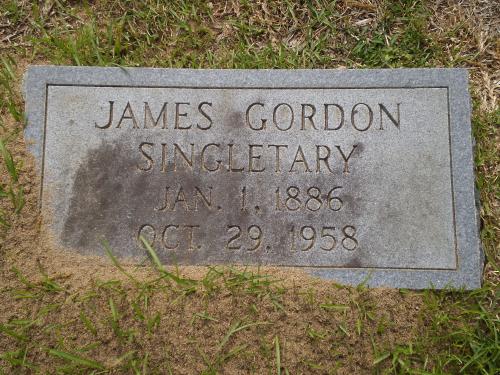 JAMES GORDON
SINGLETARY
JAN. 1, 1886
OCT. 29, 1958